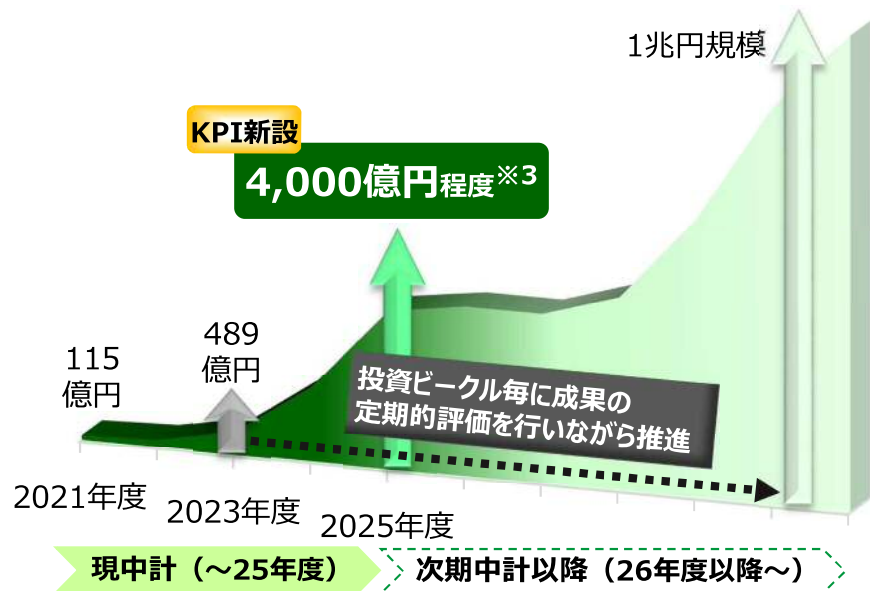 1兆円規模
KPI新設
4,000億円程度※3
489
億円
115
億円
投資ビークル毎に成果の
定期的評価を行いながら推進
2021年度
2023年度
2025年度
現中計（～25年度）
次期中計以降（26年度以降～）